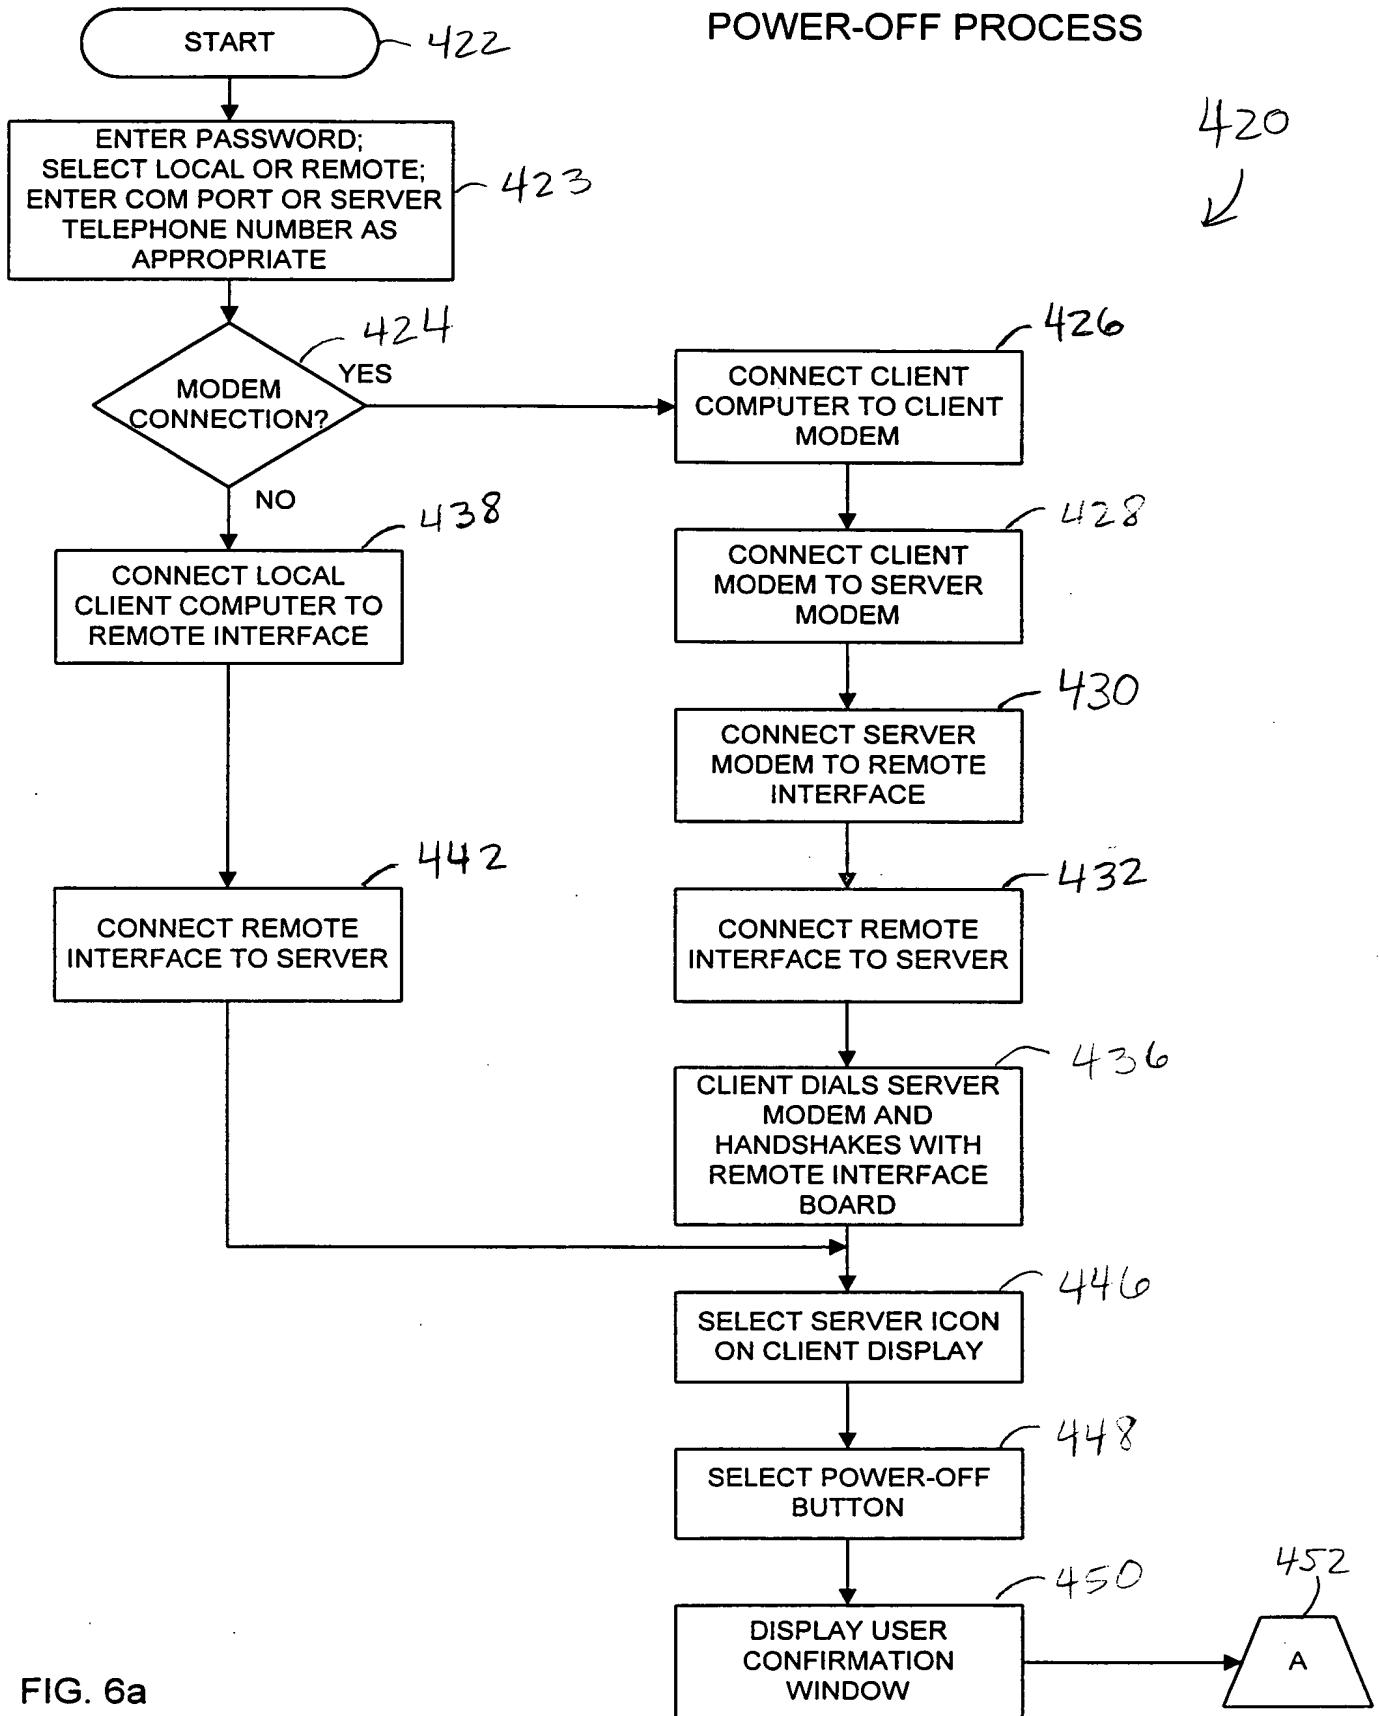 POWER-OFF PROCESS
420
START
422
ENTER PASSWORD;
SELECT LOCAL OR REMOTE;
ENTER COM PORT OR SERVER
TELEPHONE NUMBER AS
APPROPRIATE
423
424
MODEM
CONNECTION?
YES
NO
426
CONNECT CLIENT
COMPUTER TO CLIENT
MODEM
428
CONNECT CLIENT
MODEM TO SERVER
MODEM
430
CONNECT SERVER
MODEM TO REMOTE
INTERFACE
432
CONNECT REMOTE
INTERFACE TO SERVER
436
CLIENT DIALS SERVER
MODEM AND
HANDSHAKES WITH
REMOTE INTERFACE
BOARD
438
CONNECT LOCAL
CLIENT COMPUTER TO
REMOTE INTERFACE
442
CONNECT REMOTE
INTERFACE TO SERVER
446
SELECT SERVER ICON
ON CLIENT DISPLAY
448
SELECT POWER-OFF
BUTTON
450
DISPLAY USER
CONFIRMATION
WINDOW
452
A
FIG. 6a